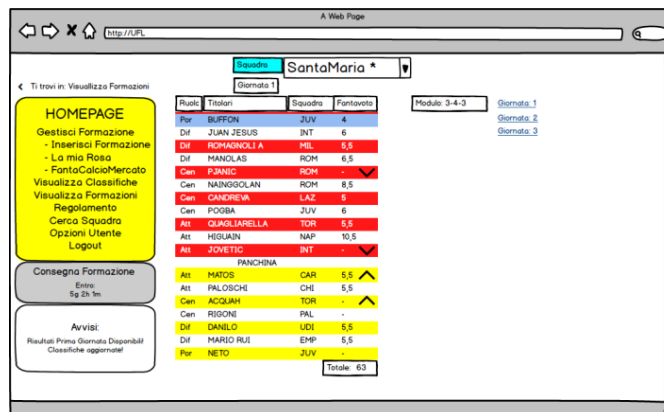 A Web Page
http://UFL
Squadra SantaMaria *
Giornata 1
Ti trovi in: Visuallizza Formazioni
HOMEPAGE
Gestisci Formazione
- Inserisci Formazione
- La mia Rosa
- FantaCalcioMercato
Visualizza Classifiche
Visualizza Formazioni
Regolamento
Cerca Squadra
Opzioni Utente
Logout
Consegna Formazione
Entro:
5g 2h 1m
Avvisi:
Risultati Prima Giornata Disponibili!
Classifiche aggiornate!
Ruolo Titolari Squadra Fantavoto
Por BUFFON JUV 4
Dif JUAN JESUS INT 6
Dif ROMAGNOLI A MIL 5,5
Dif MANOLAS ROM 6,5
Cen PJANIC ROM -
Cen NAINGGOLAN ROM 8,5
Cen CANDREVA LAZ 5
Cen POGBA JUV 6
Att QUAGLIARELLA TOR 5,5
Att HIGUAIN NAP 10,5
Att JOVETIC INT -
PANCHINA
Att MATOS CAR 5,5
Att PALOSCHI CHI 5,5
Cen ACQUAH TOR -
Cen RIGONI PAL -
Dif DANILO UDI 5,5
Dif MARIO RUI EMP 5,5
Por NETO JUV -
Totale: 63
Modulo: 3-4-3
Giornata: 1
Giornata: 2
Giornata: 3